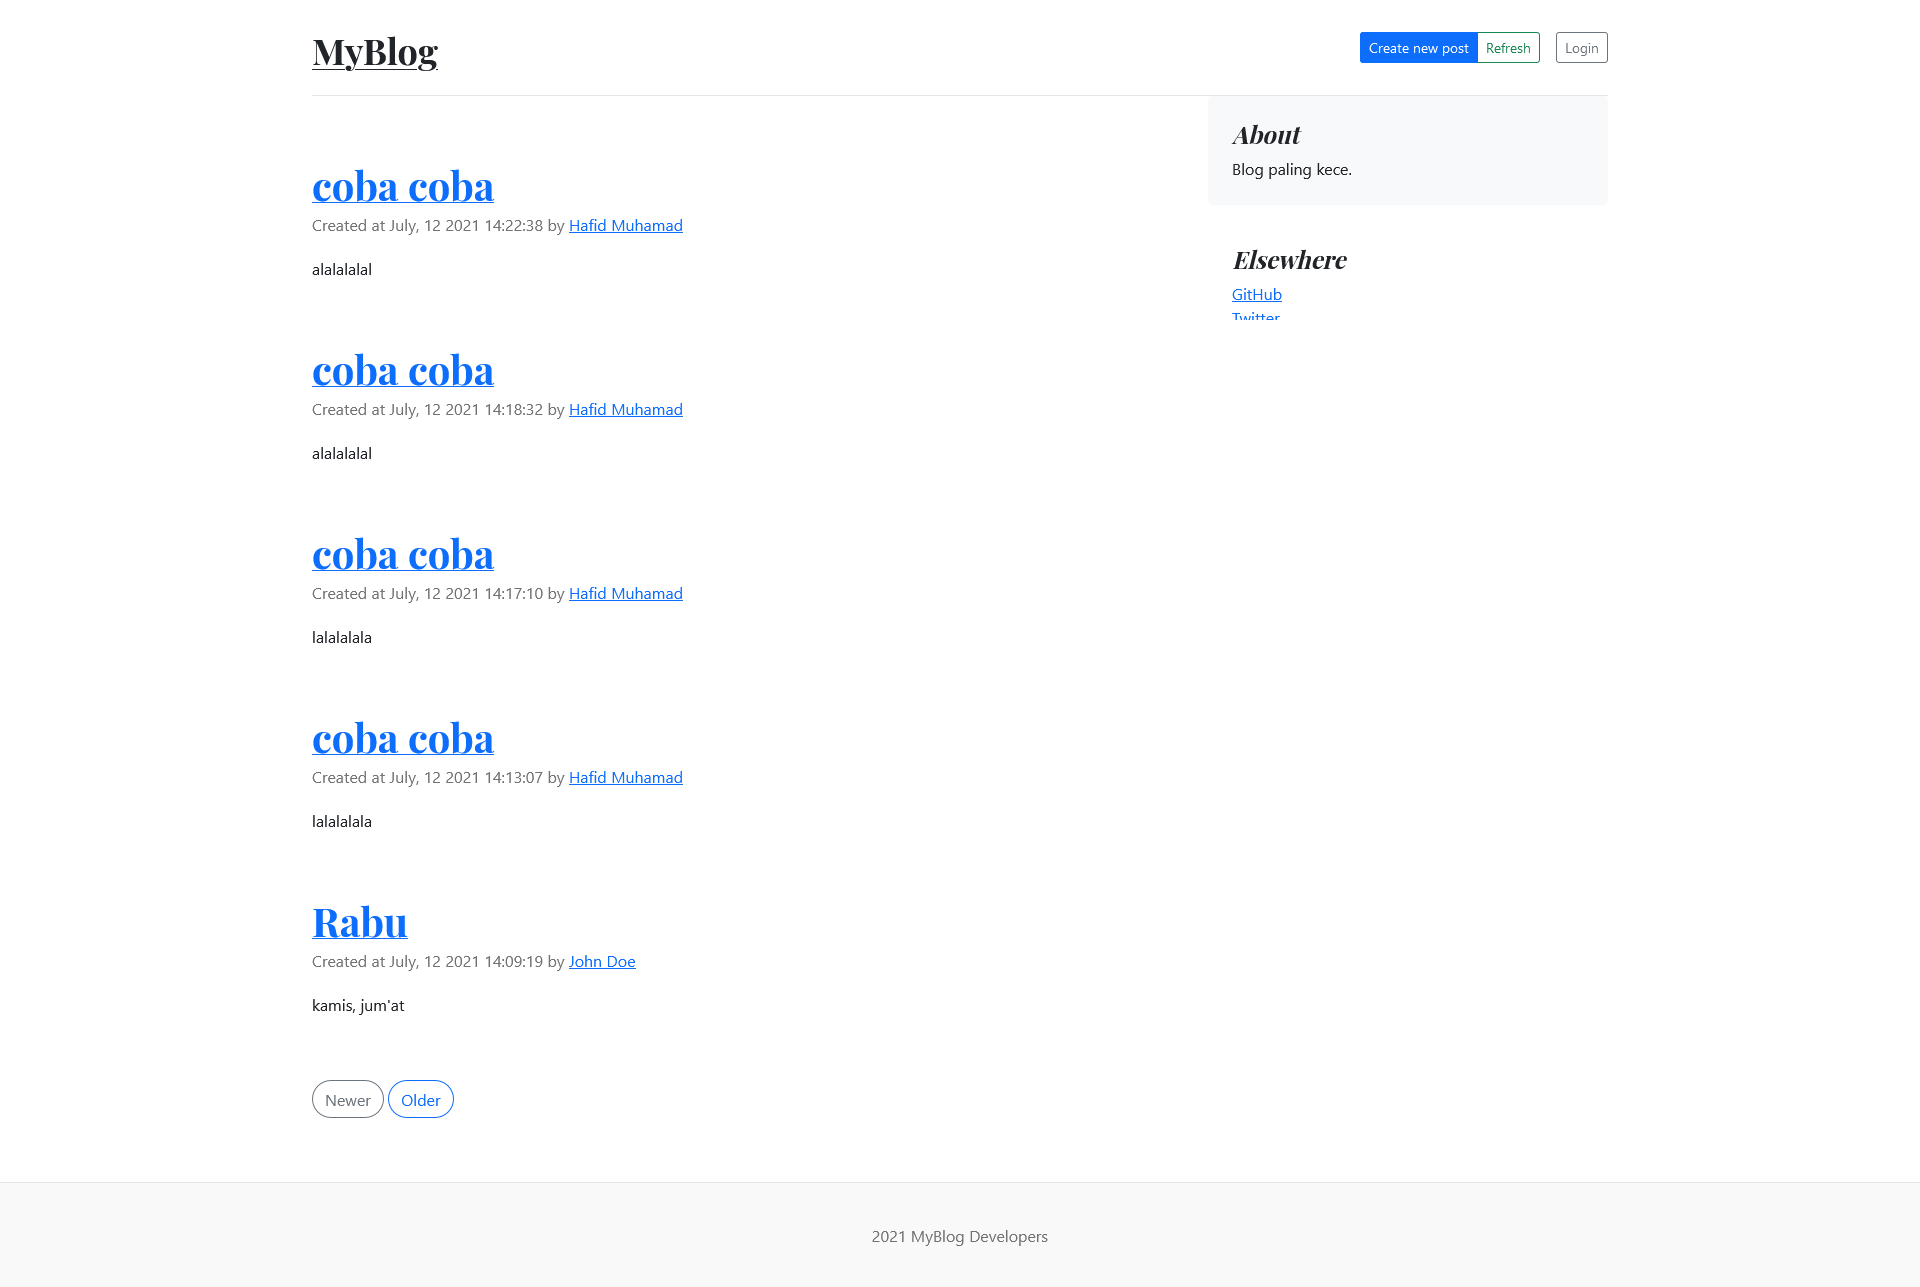 MyBlog
Create new post
Refresh
Login
coba coba
Created at July, 12 2021 14:22:38 by Hafid Muhamad
alalalalal
coba coba
Created at July, 12 2021 14:18:32 by Hafid Muhamad
alalalalal
coba coba
Created at July, 12 2021 14:17:10 by Hafid Muhamad
lalalalala
coba coba
Created at July, 12 2021 14:13:07 by Hafid Muhamad
lalalalala
Rabu
Created at July, 12 2021 14:09:19 by John Doe
kamis, jum'at
Newer
Older
About
Blog paling kece.
Elsewhere
GitHub
Twitter
2021 MyBlog Developers